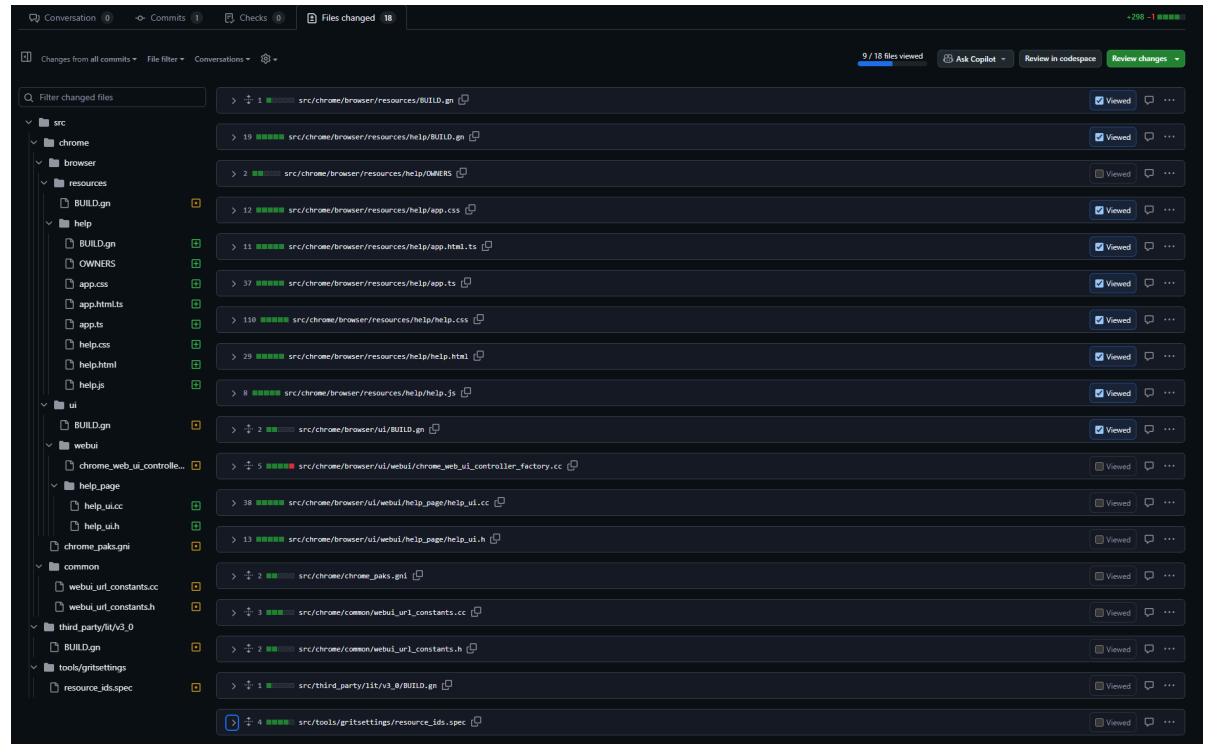 Conversation 0 Commits 1 Checks 0 Files changed 18 +298 −1
Changes from all commits File filter Conversations 9 / 18 files viewed Ask Copilot Review in codespace Review changes
Filter changed files
src
chrome
browser
resources
BUILD.gn
help
BUILD.gn
OWNERS
app.css
app.html.ts
app.ts
help.css
help.html
help.js
ui
BUILD.gn
webui
chrome_web_ui_controlle...
help_page
help_ui.cc
help_ui.h
chrome_paks.gni
common
webui_url_constants.cc
webui_url_constants.h
third_party/lit/v3_0
BUILD.gn
tools/gritsettings
resource_ids.spec
1 src/chrome/browser/resources/BUILD.gn Viewed
19 src/chrome/browser/resources/help/BUILD.gn Viewed
2 src/chrome/browser/resources/help/OWNERS Viewed
12 src/chrome/browser/resources/help/app.css Viewed
11 src/chrome/browser/resources/help/app.html.ts Viewed
37 src/chrome/browser/resources/help/app.ts Viewed
110 src/chrome/browser/resources/help/help.css Viewed
29 src/chrome/browser/resources/help/help.html Viewed
8 src/chrome/browser/resources/help/help.js Viewed
2 src/chrome/browser/ui/BUILD.gn Viewed
5 src/chrome/browser/ui/webui/chrome_web_ui_controller_factory.cc Viewed
38 src/chrome/browser/ui/webui/help_page/help_ui.cc Viewed
13 src/chrome/browser/ui/webui/help_page/help_ui.h Viewed
2 src/chrome/chrome_paks.gni Viewed
3 src/chrome/common/webui_url_constants.cc Viewed
2 src/chrome/common/webui_url_constants.h Viewed
1 src/third_party/lit/v3_0/BUILD.gn Viewed
4 src/tools/gritsettings/resource_ids.spec Viewed